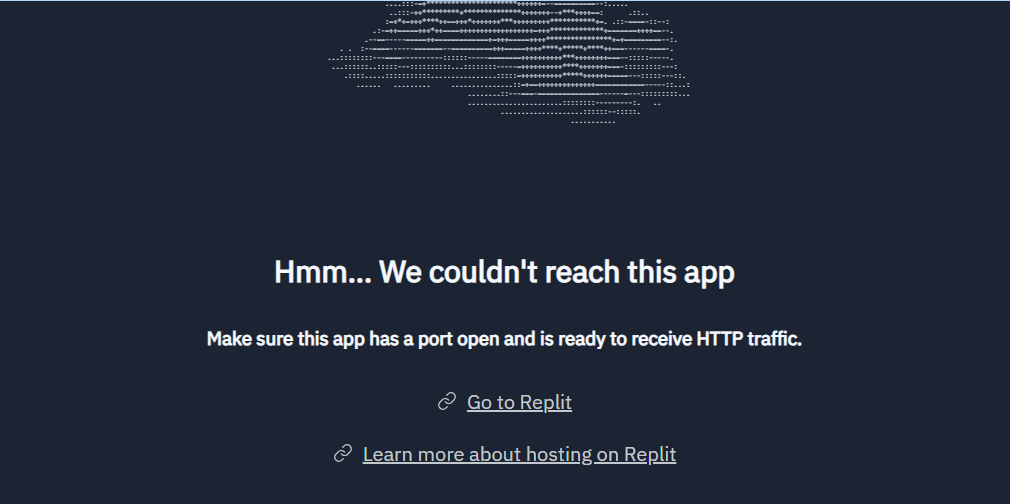 Hmm... We couldn't reach this app
Make sure this app has a port open and is ready to receive HTTP traffic.
Go to Replit
Learn more about hosting on Replit